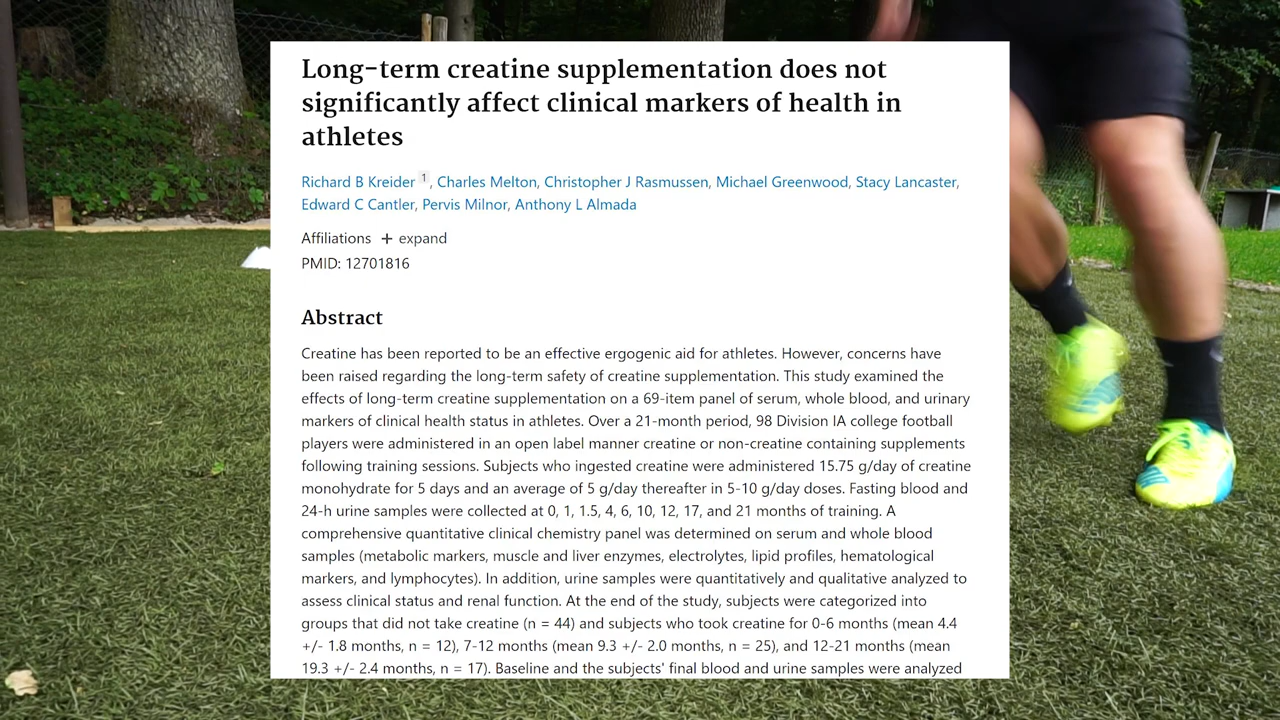 Long-term creatine supplementation does not
significantly affect clinical markers of health in
athletes
Richard B Kreider 1, Charles Melton, Christopher J Rasmussen, Michael Greenwood, Stacy Lancaster,
Edward C Cantler, Pervis Milnor, Anthony L Almada
Affiliations + expand
PMID: 12701816
Abstract
Creatine has been reported to be an effective ergogenic aid for athletes. However, concerns have
been raised regarding the long-term safety of creatine supplementation. This study examined the
effects of long-term creatine supplementation on a 69-item panel of serum, whole blood, and urinary
markers of clinical health status in athletes. Over a 21-month period, 98 Division IA college football
players were administered in an open label manner creatine or non-creatine containing supplements
following training sessions. Subjects who ingested creatine were administered 15.75 g/day of creatine
monohydrate for 5 days and an average of 5 g/day thereafter in 5-10 g/day doses. Fasting blood and
24-h urine samples were collected at 0, 1, 1.5, 4, 6, 10, 12, 17, and 21 months of training. A
comprehensive quantitative clinical chemistry panel was determined on serum and whole blood
samples (metabolic markers, muscle and liver enzymes, electrolytes, lipid profiles, hematological
markers, and lymphocytes). In addition, urine samples were quantitatively and qualitative analyzed to
assess clinical status and renal function. At the end of the study, subjects were categorized into
groups that did not take creatine (n = 44) and subjects who took creatine for 0-6 months (mean 4.4
+/- 1.8 months, n = 12), 7-12 months (mean 9.3 +/- 2.0 months, n = 25), and 12-21 months (mean
19.3 +/- 2.4 months, n = 17). Baseline and the subjects' final blood and urine samples were analyzed